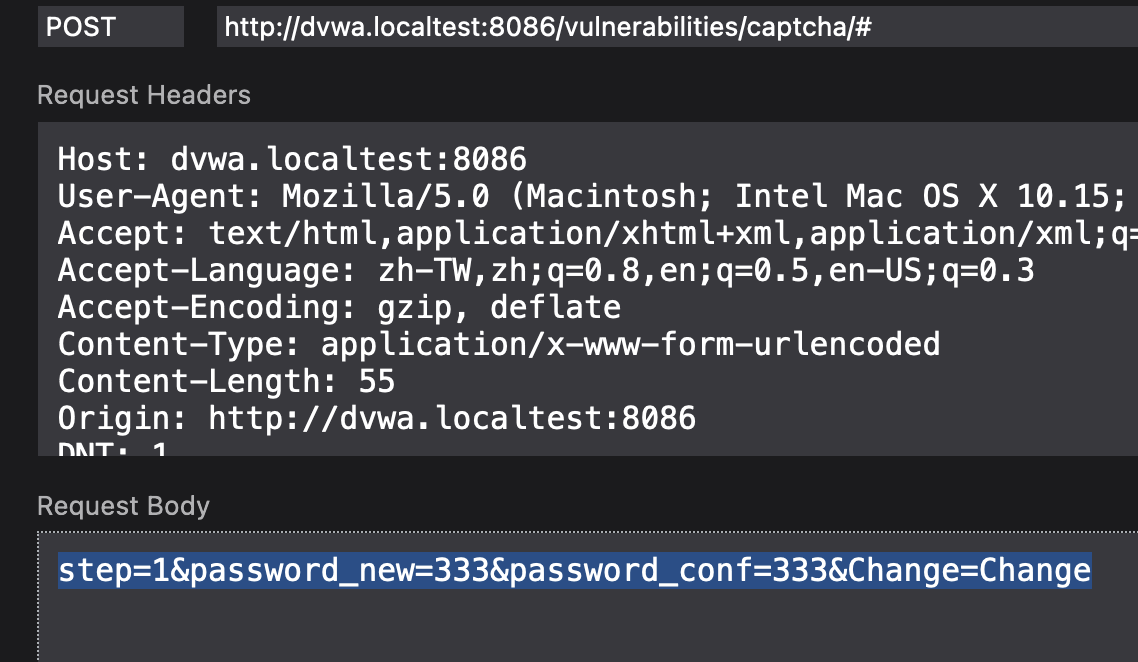 POST http://dvwa.localtest:8086/vulnerabilities/captcha/#
Request Headers
Host: dvwa.localtest:8086
User-Agent: Mozilla/5.0 (Macintosh; Intel Mac OS X 10.15;
Accept: text/html,application/xhtml+xml,application/xml;q=
Accept-Language: zh-TW,zh;q=0.8,en;q=0.5,en-US;q=0.3
Accept-Encoding: gzip, deflate
Content-Type: application/x-www-form-urlencoded
Content-Length: 55
Origin: http://dvwa.localtest:8086
DNT: 1
Request Body
step=1&password_new=333&password_conf=333&Change=Change